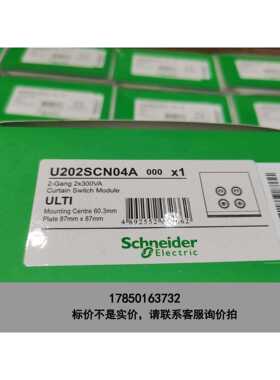 U202SCN04A 000 x1
2-Gang 2x300VA
Curtain Switch Module
ULTI
Mounting Centre 60.3mm
Plate 87mm x 87mm
Schneider
Electric
17850163732
标价不是实价，请联系客服询价拍